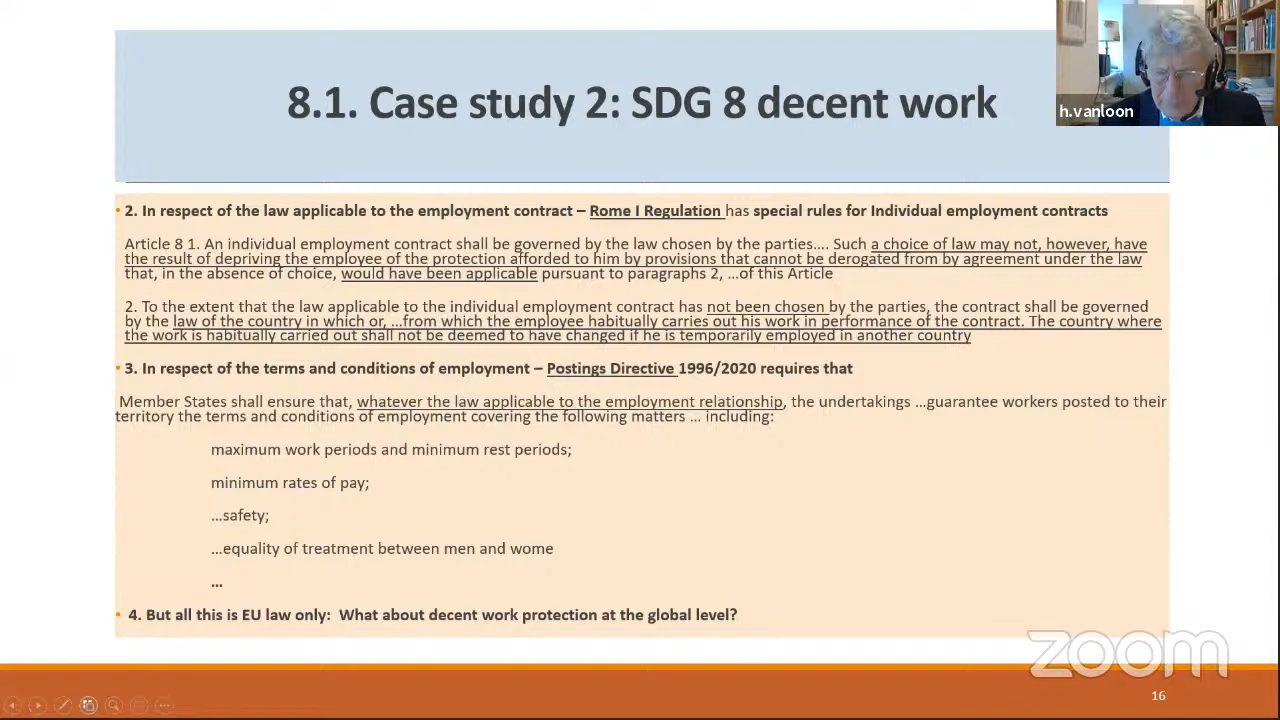 8.1. Case study 2: SDG 8 decent work
h.vanloon
• 2. In respect of the law applicable to the employment contract – Rome I Regulation has special rules for Individual employment contracts
Article 8 1. An individual employment contract shall be governed by the law chosen by the parties.... Such a choice of law may not, however, have
the result of depriving the employee of the protection afforded to him by provisions that cannot be derogated from by agreement under the law
that, in the absence of choice, would have been applicable pursuant to paragraphs 2, …of this Article
2. To the extent that the law applicable to the individual employment contract has not been chosen by the parties, the contract shall be governed
by the law of the country in which or, …from which the employee habitually carries out his work in performance of the contract. The country where
the work is habitually carried out shall not be deemed to have changed if he is temporarily employed in another country
• 3. In respect of the terms and conditions of employment – Postings Directive 1996/2020 requires that
Member States shall ensure that, whatever the law applicable to the employment relationship, the undertakings …guarantee workers posted to their
territory the terms and conditions of employment covering the following matters … including:
maximum work periods and minimum rest periods;
minimum rates of pay;
…safety;
…equality of treatment between men and wome
…
• 4. But all this is EU law only: What about decent work protection at the global level?
zoom
16